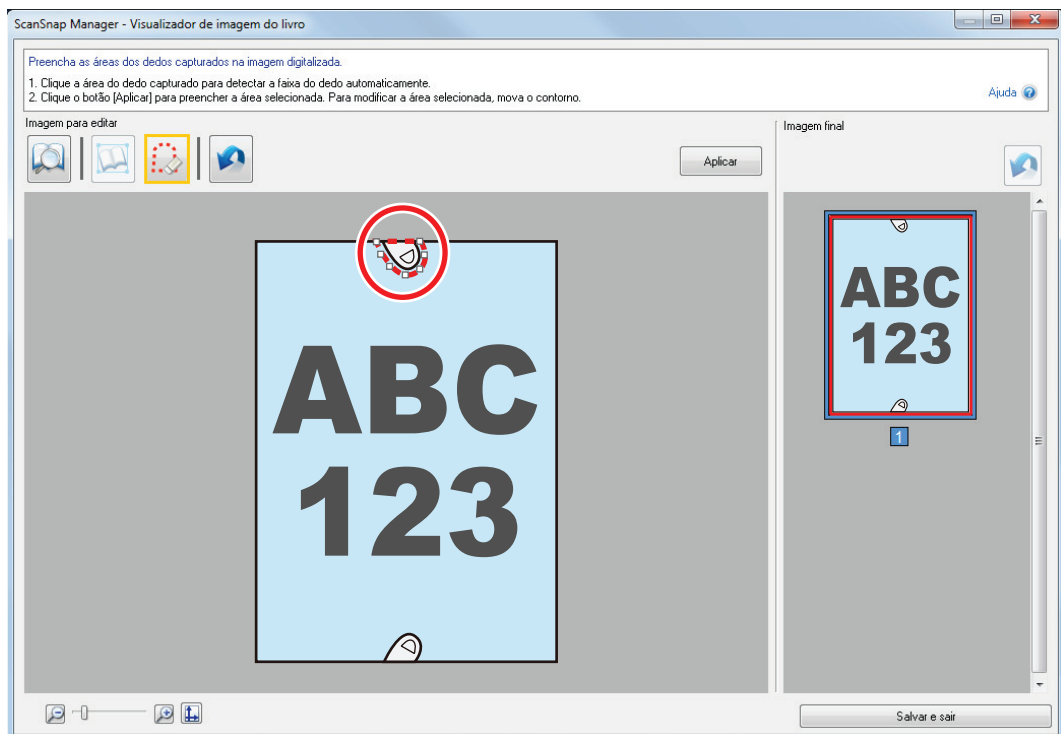 ScanSnap Manager - Visualizador de imagem do livro
Preencha as áreas dos dedos capturados na imagem digitalizada.
1. Clique a área do dedo capturado para detectar a faixa do dedo automaticamente.
2. Clique o botão [Aplicar] para preencher a área selecionada. Para modificar a área selecionada, mova o contorno.
Ajuda
Imagem para editar
Aplicar
ABC
123
Imagem final
ABC
123
1
Salvar e sair